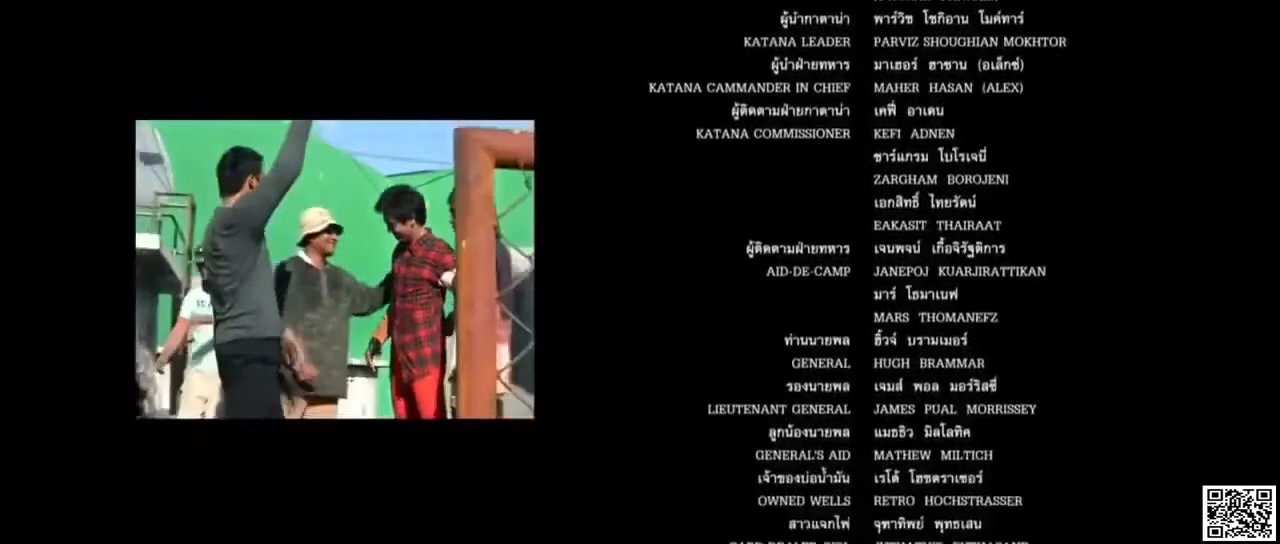 ผู้นำกาตาน่า พาร์วิช โชกิอาน โมค์ทาร์
KATANA LEADER PARVIZ SHOUGHIAN MOKHTOR
ผู้นำฝ่ายทหาร มาเฮอร์ ฮาซาน (อเล็กซ์)
KATANA CAMMANDER IN CHIEF MAHER HASAN (ALEX)
ผู้ติดตามฝ่ายกาตาน่า เคฟี่ อาเดน
KATANA COMMISSIONER KEFI ADNEN
ซาร์แกรม โบโรเจนี่
ZARGHAM BOROJENI
เอกสิทธิ์ ไทยรัตน์
EAKASIT THAIRAAT
ผู้ติดตามฝ่ายทหาร เจนพจน์ เกื้อจิรัฐติการ
AID-DE-CAMP JANEPOJ KUARJIRATTIKAN
มาร์ โธมาเนฟ
MARS THOMANEFZ
ท่านนายพล ฮิ้วจ์ บรามเมอร์
GENERAL HUGH BRAMMAR
รองนายพล เจมส์ พอล มอร์ริสซี่
LIEUTENANT GENERAL JAMES PUAL MORRISSEY
ลูกน้องนายพล แมธธิว มิลโลทิค
GENERAL'S AID MATHEW MILTICH
เจ้าของบ่อน้ำมัน เรโด้ โฮชตราเซอร์
OWNED WELLS RETRO HOCHSTRASSER
สาวแจกไพ่ จุฑาทิพย์ พุทธเสน